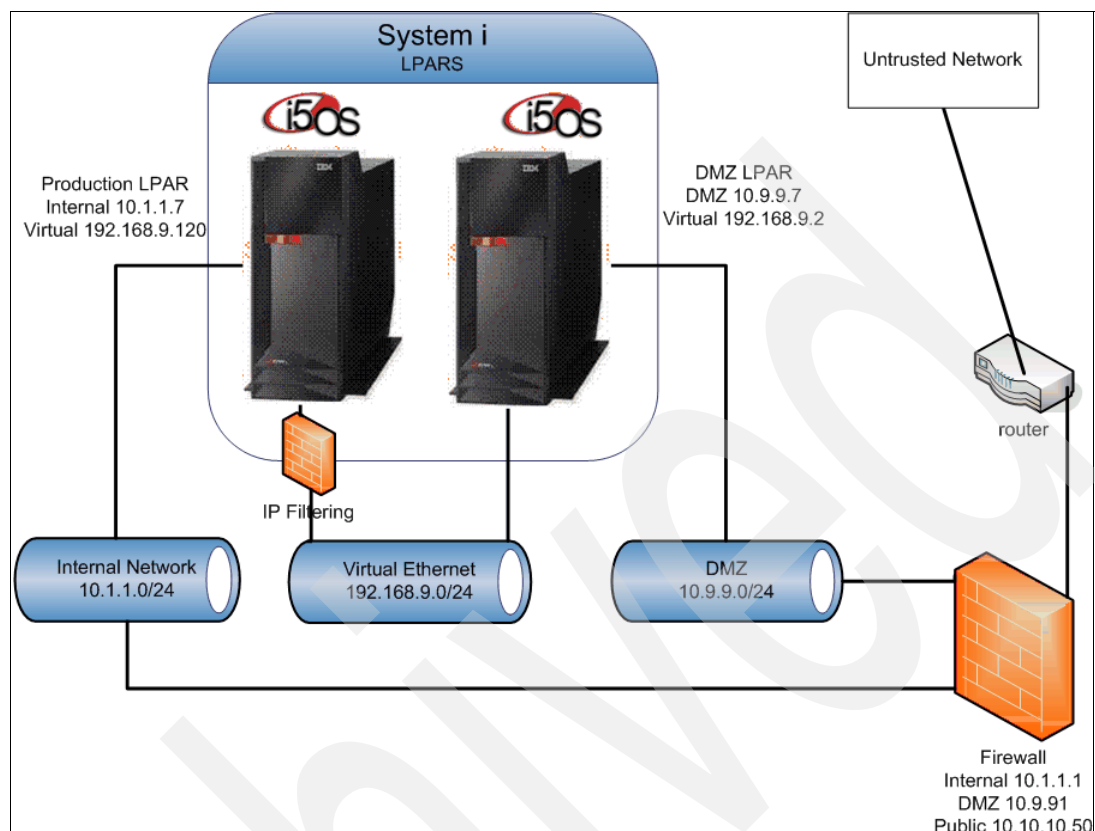 System i
LPARS
Untrusted Network
i5OS
i5OS
IBM
IBM
Production LPAR
Internal 10.1.1.7
Virtual 192.168.9.120
DMZ LPAR
DMZ 10.9.9.7
Virtual 192.168.9.2
router
IP Filtering
Internal Network
10.1.1.0/24
Virtual Ethernet
192.168.9.0/24
DMZ
10.9.9.0/24
Firewall
Internal 10.1.1.1
DMZ 10.9.91
Public 10.10.10.50